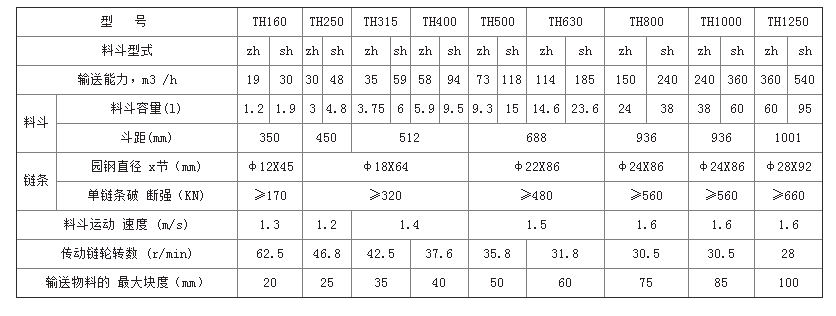 型 号 TH160 TH250 TH315 TH400 TH500 TH630 TH800 TH1000 TH1250
料斗型式 zh sh zh sh zh sh zh sh zh sh zh sh zh sh zh sh zh sh
输送能力，m3 /h 19 30 30 48 35 59 58 94 73 118 114 185 150 240 240 360 360 540
料斗 料斗容量(l) 1.2 1.9 3 4.8 3.75 6 5.9 9.5 9.3 15 14.6 23.6 24 38 38 60 60 95
斗距(mm) 350 450 512 688 936 936 1001
链条 园钢直径 x节（mm) φ12X45 φ18X64 φ22X86 φ24X86 φ24X86 φ28X92
单链条破 断强（KN) ≥170 ≥320 ≥480 ≥560 ≥560 ≥660
料斗运动 速度 (m/s) 1.3 1.2 1.4 1.5 1.6 1.6 1.6
传动链轮转数 (r/min) 62.5 46.8 42.5 37.6 35.8 31.8 30.5 30.5 28
输送物料的 最大块度（mm) 20 25 35 40 50 60 75 85 100